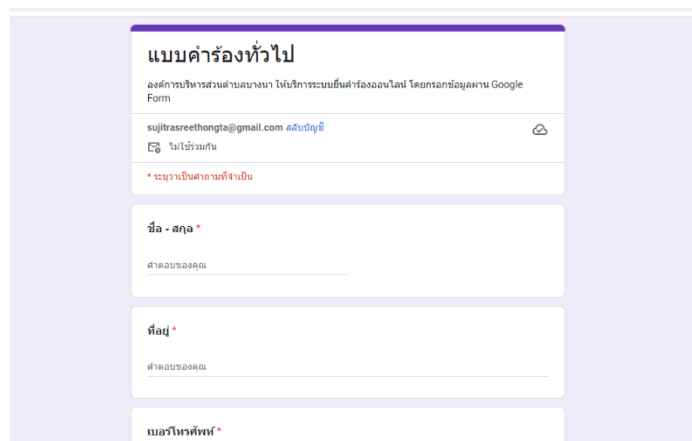 แบบคำร้องทั่วไป
องค์การบริหารส่วนตำบลบางนา ให้บริการระบบยื่นคำร้องออนไลน์ โดยกรอกข้อมูลผ่าน Google
Form
sujitrasreethongta@gmail.com สลับบัญชี
ไม่ใช้ร่วมกัน
* ระบุว่าเป็นคำถามที่จำเป็น
ชื่อ - สกุล *
คำตอบของคุณ
ที่อยู่ *
คำตอบของคุณ
เบอร์โทรศัพท์ *